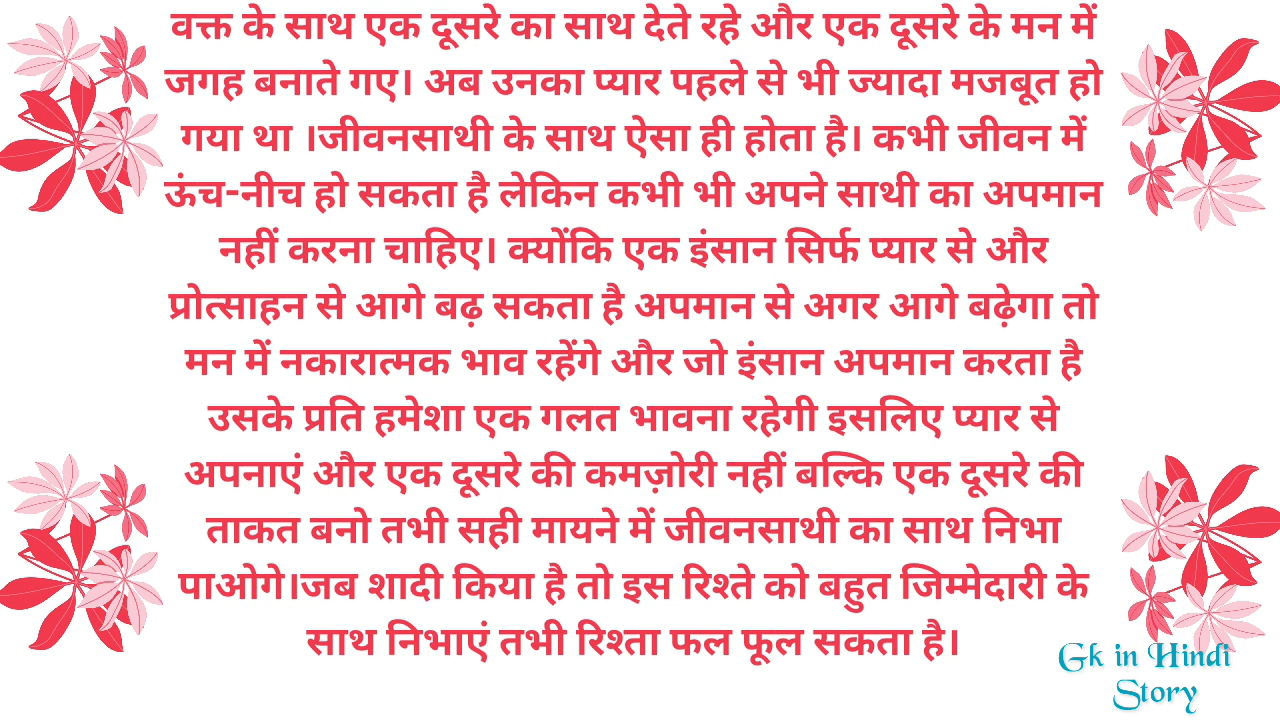 वक्त के साथ एक दूसरे का साथ देते रहे और एक दूसरे के मन में
जगह बनाते गए। अब उनका प्यार पहले से भी ज्यादा मजबूत हो
गया था ।जीवनसाथी के साथ ऐसा ही होता है। कभी जीवन में
ऊंच-नीच हो सकता है लेकिन कभी भी अपने साथी का अपमान
नहीं करना चाहिए। क्योंकि एक इंसान सिर्फ प्यार से और
प्रोत्साहन से आगे बढ़ सकता है अपमान से अगर आगे बढ़ेगा तो
मन में नकारात्मक भाव रहेंगे और जो इंसान अपमान करता है
उसके प्रति हमेशा एक गलत भावना रहेगी इसलिए प्यार से
अपनाएं और एक दूसरे की कमज़ोरी नहीं बल्कि एक दूसरे की
ताकत बनो तभी सही मायने में जीवनसाथी का साथ निभा
पाओगे।जब शादी किया है तो इस रिश्ते को बहुत जिम्मेदारी के
साथ निभाएं तभी रिश्ता फल फूल सकता है।
Gk in Hindi
Story